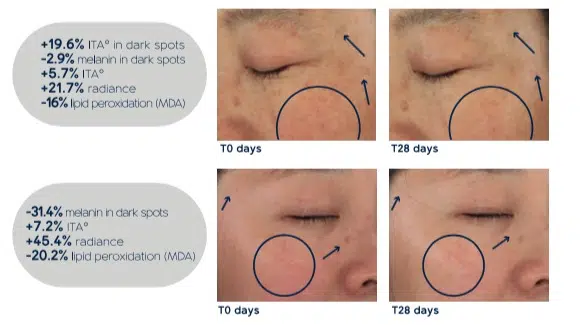 +19.6% ITA° in dark spots
-2.9% melanin in dark spots
+5.7% ITA°
+21.7% radiance
-16% lipid peroxidation (MDA)
T0 days
T28 days
-31.4% melanin in dark spots
+7.2% ITA°
+45.4% radiance
-20.2% lipid peroxidation (MDA)
T0 days
T28 days